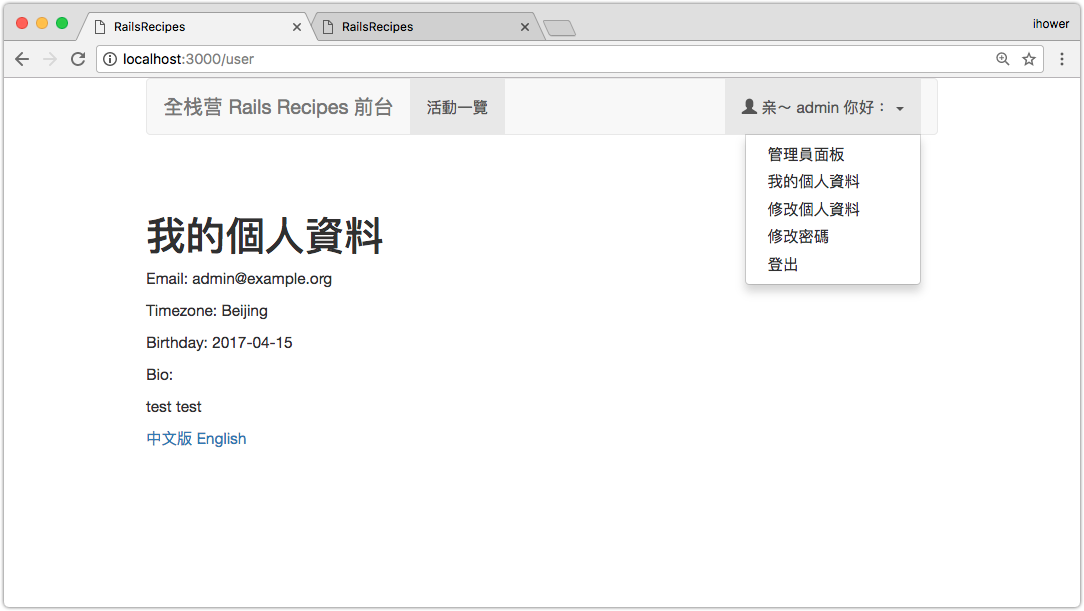 RailsRecipes
RailsRecipes
ihower
localhost:3000/user
全栈营 Rails Recipes 前台
活動一覽
亲～ admin 你好：
管理員面板
我的個人資料
修改個人資料
修改密碼
登出
我的個人資料
Email: admin@example.org
Timezone: Beijing
Birthday: 2017-04-15
Bio:
test test
中文版 English